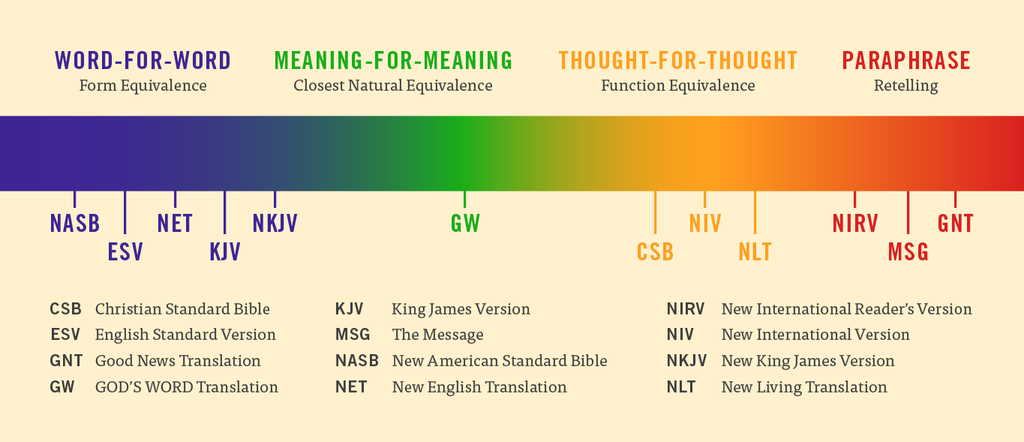 WORD-FOR-WORD MEANING-FOR-MEANING THOUGHT-FOR-THOUGHT PARAPHRASE
Form Equivalence Closest Natural Equivalence Function Equivalence Retelling
NASB NET NKJV GW NIV NIRV GNT
ESV KJV CSB NLT MSG
CSB Christian Standard Bible
ESV English Standard Version
GNT Good News Translation
GW GOD'S WORD Translation
KJV King James Version
MSG The Message
NASB New American Standard Bible
NET New English Translation
NIRV New International Reader's Version
NIV New International Version
NKJV New King James Version
NLT New Living Translation